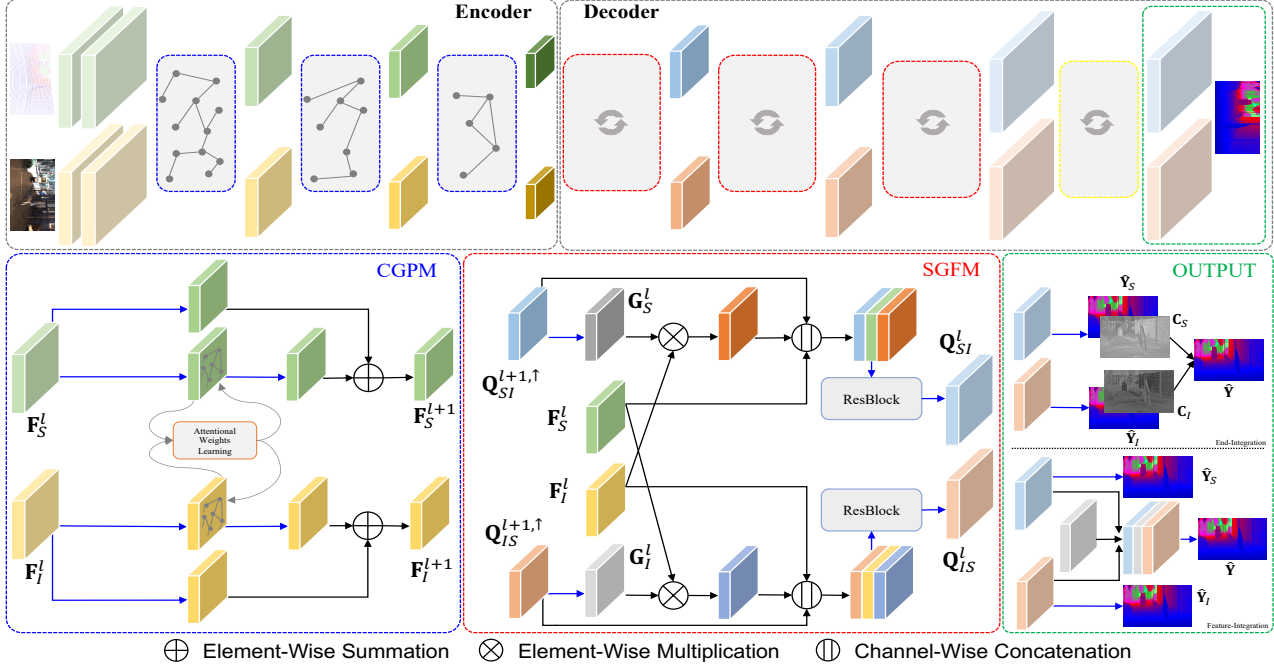 Encoder
Decoder
CGPM
SGFM
OUTPUT
F_S^l
F_S^{l+1}
Attentional
Weights
Learning
F_I^l
F_I^{l+1}
G_S^l
Q_{SI}^{l+1,↑}
Q_{SI}^l
ResBlock
F_S^l
F_I^l
Q_{IS}^{l+1,↑}
G_I^l
ResBlock
Q_{IS}^l
Ŷ_S
C_S
Ŷ
C_I
Ŷ_I
End-Integration
Ŷ_S
Ŷ
Ŷ_I
Feature-Integration
⊕ Element-Wise Summation
⊗ Element-Wise Multiplication
Channel-Wise Concatenation